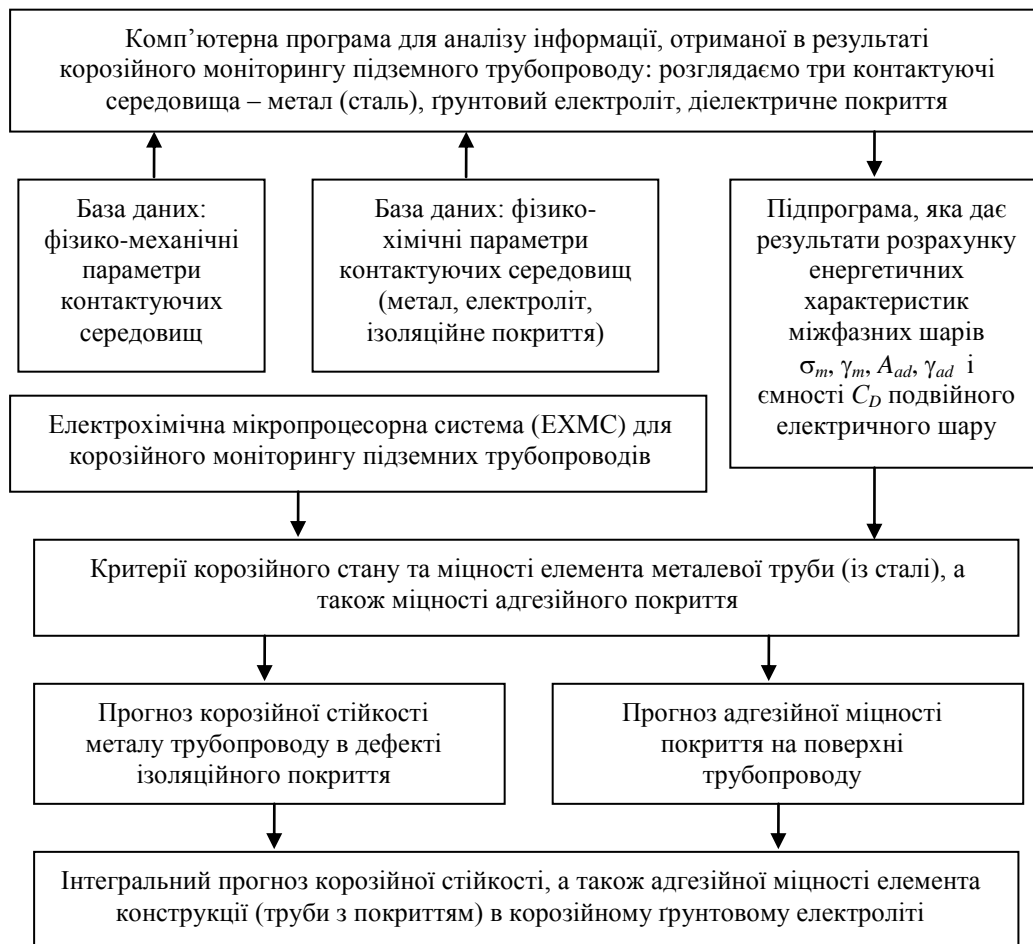 Комп’ютерна програма для аналізу інформації, отриманої в результаті
корозійного моніторингу підземного трубопроводу: розглядаємо три контактуючі
середовища – метал (сталь), ґрунтовий електроліт, діелектричне покриття
База даних:
фізико-механічні
параметри
контактуючих
середовищ
База даних: фізико-
хімічні параметри
контактуючих середовищ
(метал, електроліт,
ізоляційне покриття)
Підпрограма, яка дає
результати розрахунку
енергетичних
характеристик
міжфазних шарів
σm, γm, Aad, γad і
ємності CD подвійного
електричного шару
Електрохімічна мікропроцесорна система (ЕХМС) для
корозійного моніторингу підземних трубопроводів
Критерії корозійного стану та міцності елемента металевої труби (із сталі), а
також міцності адгезійного покриття
Прогноз корозійної стійкості
металу трубопроводу в дефекті
ізоляційного покриття
Прогноз адгезійної міцності
покриття на поверхні
трубопроводу
Інтегральний прогноз корозійної стійкості, а також адгезійної міцності елемента
конструкції (труби з покриттям) в корозійному ґрунтовому електроліті